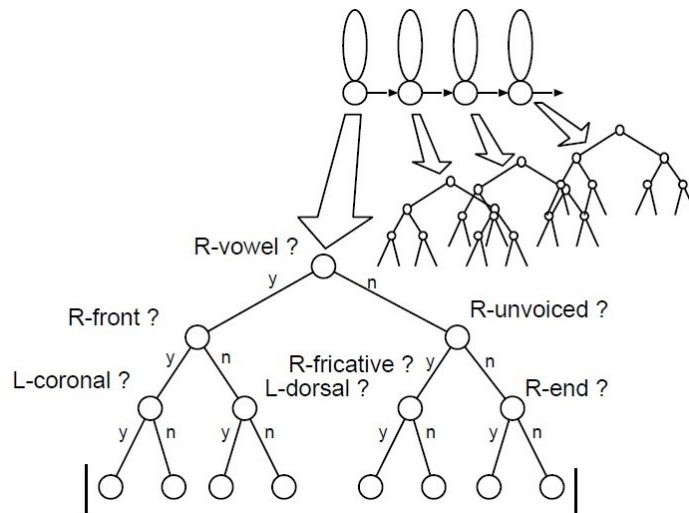 R-vowel ?
y
n
R-front ?
R-unvoiced ?
y
n
R-fricative ?
y
n
L-coronal ?
L-dorsal ?
R-end ?
y
n
y
n
y
n
y
n